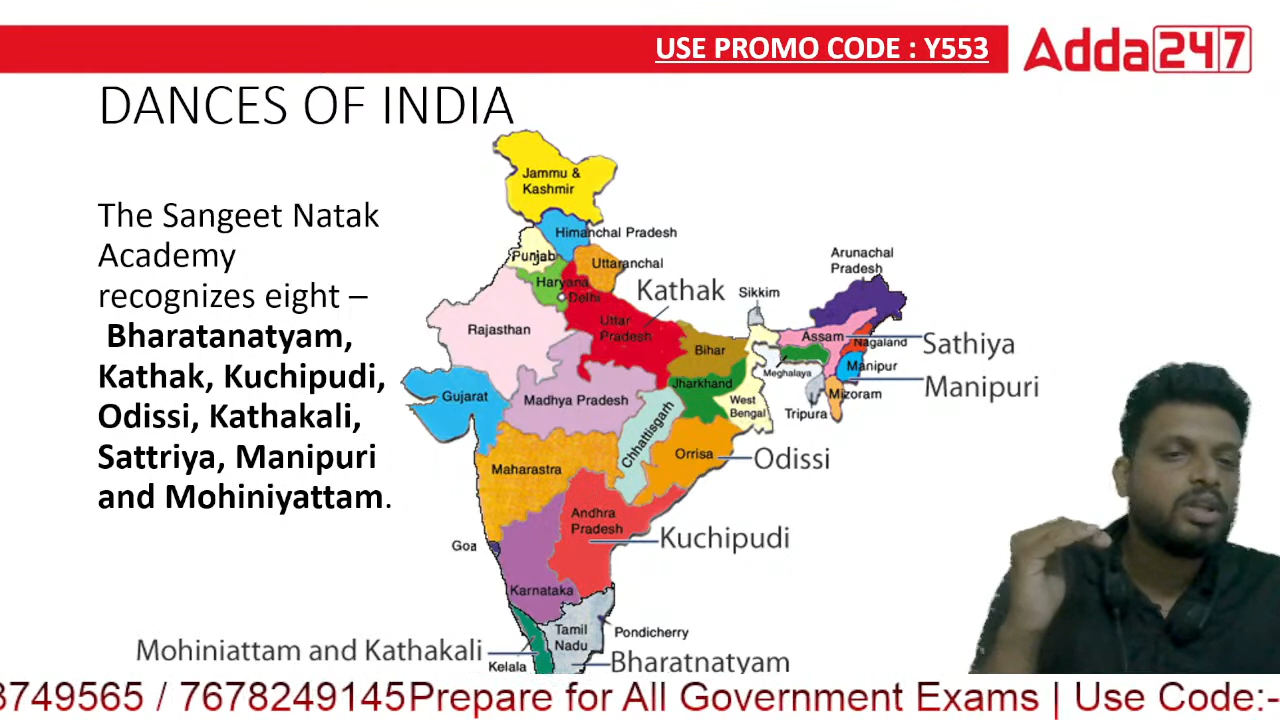 USE PROMO CODE : Y553
Adda247
DANCES OF INDIA
The Sangeet Natak
Academy
recognizes eight –
Bharatanatyam,
Kathak, Kuchipudi,
Odissi, Kathakali,
Sattriya, Manipuri
and Mohiniyattam.
Jammu &
Kashmir
Himanchal Pradesh
Punjab
Uttaranchal
Haryana
Delhi
Kathak
Sikkim
Arunachal
Pradesh
Rajasthan
Uttar
Pradesh
Bihar
Assam
Nagaland
Sathiya
Meghalaya
Manipur
Manipuri
Gujarat
Madhya Pradesh
Jharkhand
West
Bengal
Tripura
Mizoram
Chhattisgarh
Maharastra
Orrisa
Odissi
Andhra
Pradesh
Kuchipudi
Goa
Karnataka
Tamil
Nadu
Pondicherry
Mohiniattam and Kathakali
Kelala
Bharatnatyam
8749565 / 7678249145Prepare for All Government Exams | Use Code:-